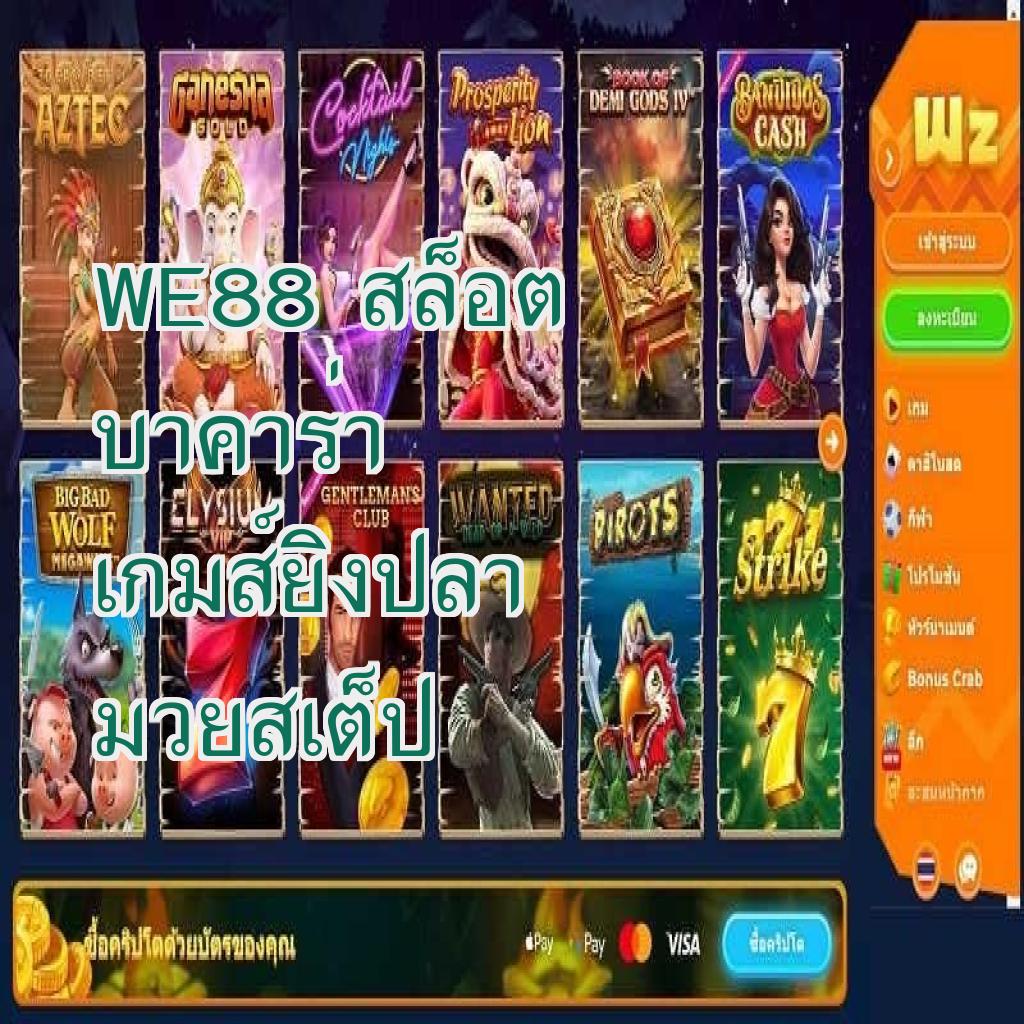 AZTEC
Ganesha
GOLD
Cocktail
Nights
Prosperity
Lion
BOOK OF
DEMI GODS IV
BANDIDOS
CASH
Wz
เข้าสู่ระบบ
ลงทะเบียน
WE88 สล็อต
บาคาร่า
เกมส์ยิงปลา
มวยสเต็ป
เกม
คาสิโนสด
กีฬา
โปรโมชั่น
ทัวร์นาเมนต์
Bonus Crab
BIG BAD
WOLF
ELYSIUM
VIP
GENTLEMAN'S
CLUB
WANTED
PIROTS
777
Strike
7
ซื้อคริปโตด้วยบัตรของคุณ
Pay
Pay
VISA
ซื้อคริปโต